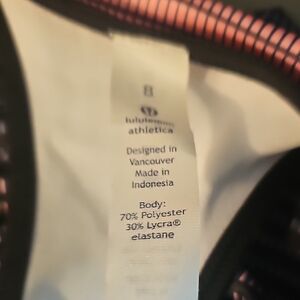 8
lululemon
athletica
Designed in
Vancouver
Made in
Indonesia
Body:
70% Polyester
30% Lycra®
elastane